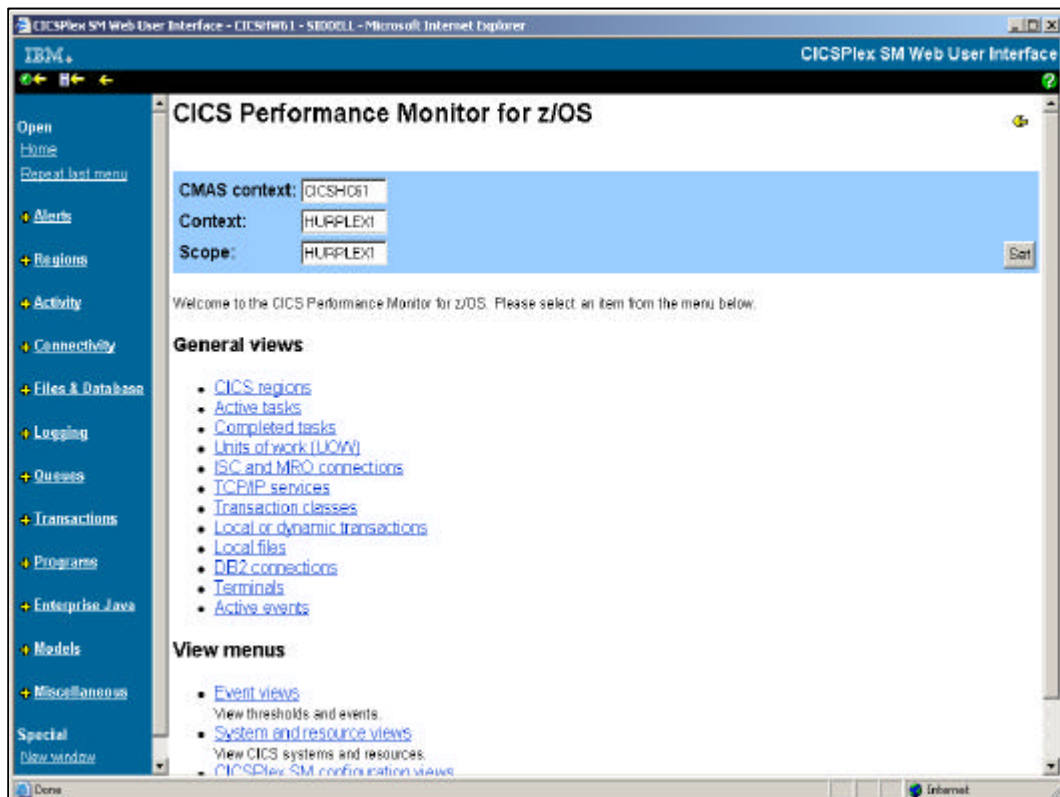 CICSPlex SM Web User Interface - CICSHW61 - SIDDELL - Microsoft Internet Explorer
IBM.
CICSPlex SM Web User Interface
Open
Home
Repeat last menu
Alerts
Regions
Activity
Connectivity
Files & Database
Logging
Queues
Transactions
Programs
Enterprise Java
Models
Miscellaneous
Special
New window
CICS Performance Monitor for z/OS
CMAS context: CICSHC61
Context: HURPLEX1
Scope: HURPLEX1
Set
Welcome to the CICS Performance Monitor for z/OS. Please select an item from the menu below.
General views
CICS regions
Active tasks
Completed tasks
Units of work (UOW)
ISC and MRO connections
TCP/IP services
Transaction classes
Local or dynamic transactions
Local files
DB2 connections
Terminals
Active events
View menus
Event views
View thresholds and events.
System and resource views
View CICS systems and resources.
CICSPlex SM configuration views
Done
Internet